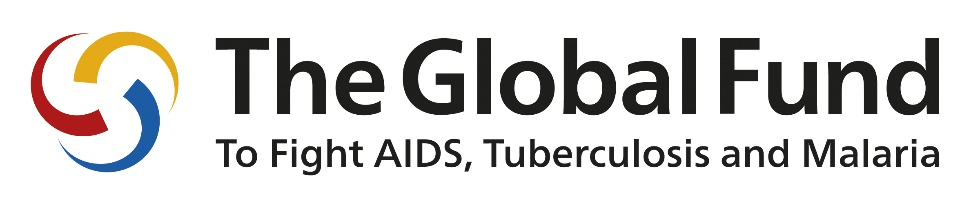 The Global Fund
To Fight AIDS, Tuberculosis and Malaria